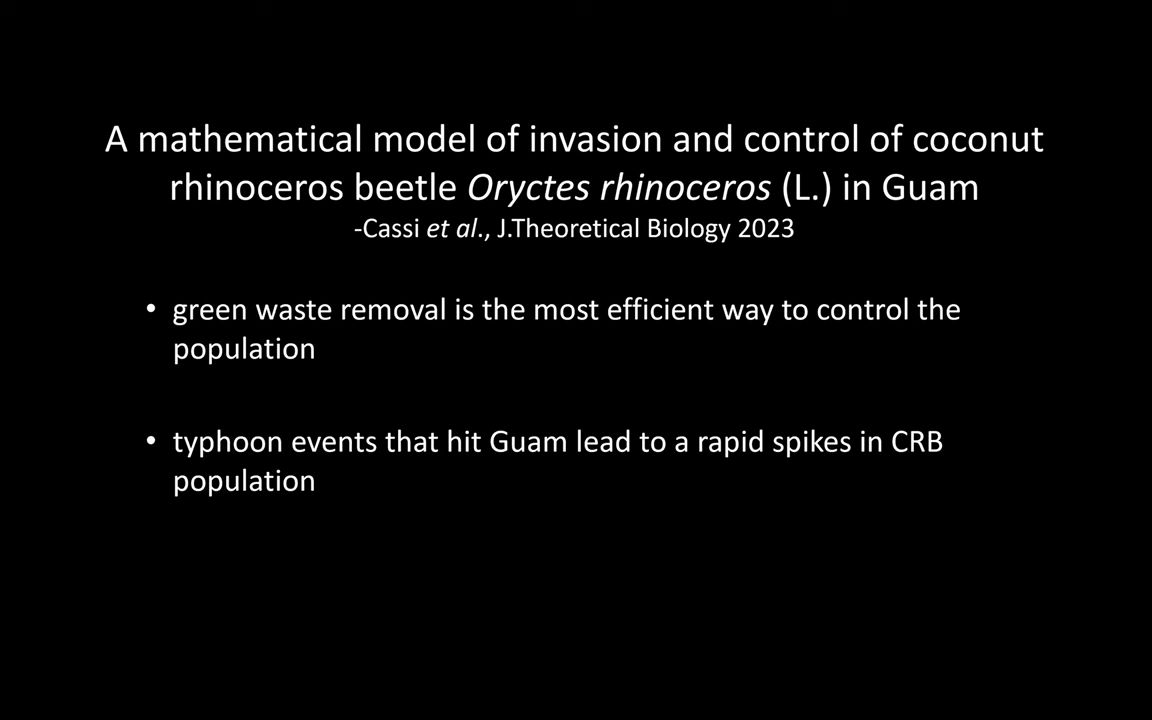 A mathematical model of invasion and control of coconut
rhinoceros beetle Oryctes rhinoceros (L.) in Guam
-Cassi et al., J.Theoretical Biology 2023
• green waste removal is the most efficient way to control the
population
• typhoon events that hit Guam lead to a rapid spikes in CRB
population